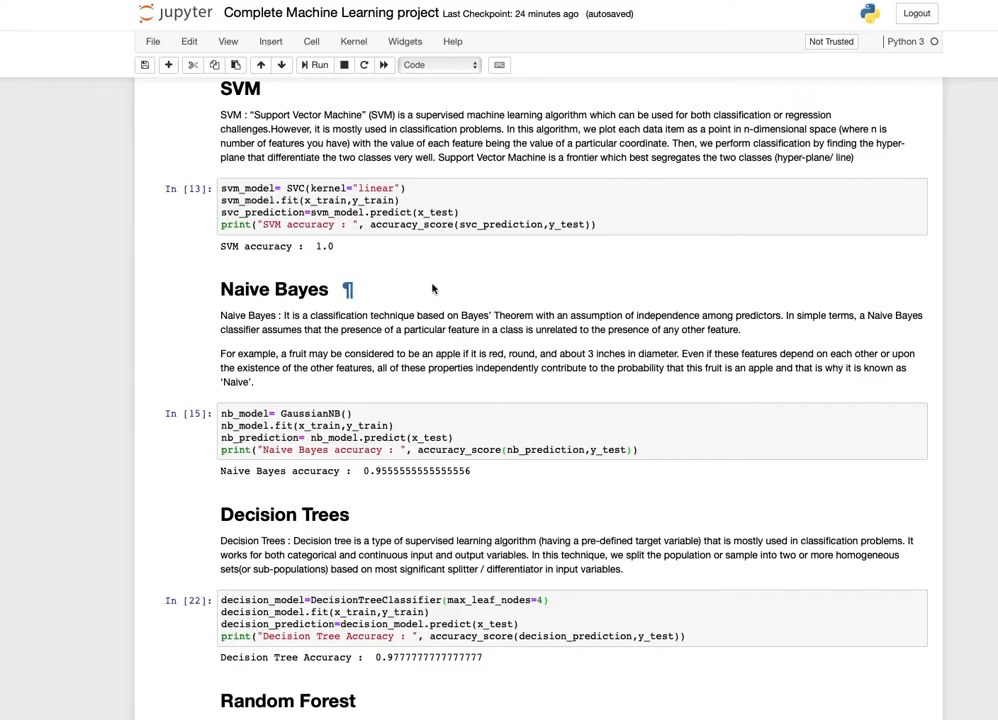 jupyter Complete Machine Learning project Last Checkpoint: 24 minutes ago (autosaved)
Logout
File Edit View Insert Cell Kernel Widgets Help
Not Trusted
Python 3
Run
Code
SVM
SVM : “Support Vector Machine” (SVM) is a supervised machine learning algorithm which can be used for both classification or regression
challenges.However, it is mostly used in classification problems. In this algorithm, we plot each data item as a point in n-dimensional space (where n is
number of features you have) with the value of each feature being the value of a particular coordinate. Then, we perform classification by finding the hyper-
plane that differentiate the two classes very well. Support Vector Machine is a frontier which best segregates the two classes (hyper-plane/ line)
In [13]: svm_model= SVC(kernel="linear")
svm_model.fit(x_train,y_train)
svc_prediction=svm_model.predict(x_test)
print("SVM accuracy : ", accuracy_score(svc_prediction,y_test))
SVM accuracy :  1.0
Naive Bayes ¶
Naive Bayes : It is a classification technique based on Bayes’ Theorem with an assumption of independence among predictors. In simple terms, a Naive Bayes
classifier assumes that the presence of a particular feature in a class is unrelated to the presence of any other feature.
For example, a fruit may be considered to be an apple if it is red, round, and about 3 inches in diameter. Even if these features depend on each other or upon
the existence of the other features, all of these properties independently contribute to the probability that this fruit is an apple and that is why it is known as
‘Naive’.
In [15]: nb_model= GaussianNB()
nb_model.fit(x_train,y_train)
nb_prediction= nb_model.predict(x_test)
print("Naive Bayes accuracy : ", accuracy_score(nb_prediction,y_test))
Naive Bayes accuracy :  0.9555555555555556
Decision Trees
Decision Trees : Decision tree is a type of supervised learning algorithm (having a pre-defined target variable) that is mostly used in classification problems. It
works for both categorical and continuous input and output variables. In this technique, we split the population or sample into two or more homogeneous
sets(or sub-populations) based on most significant splitter / differentiator in input variables.
In [22]: decision_model=DecisionTreeClassifier(max_leaf_nodes=4)
decision_model.fit(x_train,y_train)
decision_prediction=decision_model.predict(x_test)
print("Decision Tree Accuracy : ", accuracy_score(decision_prediction,y_test))
Decision Tree Accuracy :  0.9777777777777777
Random Forest